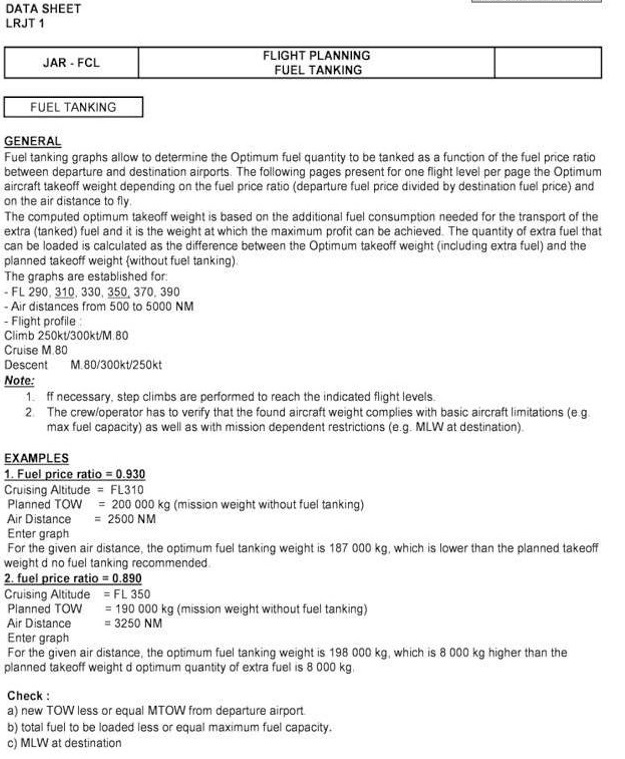 DATA SHEET
LRJT 1
JAR - FCL
FLIGHT PLANNING
FUEL TANKING
FUEL TANKING
GENERAL
Fuel tanking graphs allow to determine the Optimum fuel quantity to be tanked as a function of the fuel price ratio
between departure and destination airports. The following pages present for one flight level per page the Optimum
aircraft takeoff weight depending on the fuel price ratio (departure fuel price divided by destination fuel price) and
on the air distance to fly.
The computed optimum takeoff weight is based on the additional fuel consumption needed for the transport of the
extra (tanked) fuel and it is the weight at which the maximum profit can be achieved. The quantity of extra fuel that
can be loaded is calculated as the difference between the Optimum takeoff weight (including extra fuel) and the
planned takeoff weight {without fuel tanking).
The graphs are established for:
- FL 290, 310, 330, 350, 370, 390
- Air distances from 500 to 5000 NM
- Flight profile :
Climb 250kt/300kt/M.80
Cruise M.80
Descent M.80/300kt/250kt
Note:
1. ff necessary, step climbs are performed to reach the indicated flight levels.
2. The crew/operator has to verify that the found aircraft weight complies with basic aircraft limitations (e.g.
max fuel capacity) as well as with mission dependent restrictions (e.g. MLW at destination).
EXAMPLES
1. Fuel price ratio = 0.930
Cruising Altitude = FL310
Planned TOW = 200 000 kg (mission weight without fuel tanking)
Air Distance = 2500 NM
Enter graph
For the given air distance, the optimum fuel tanking weight is 187 000 kg, which is lower than the planned takeoff
weight d no fuel tanking recommended.
2. fuel price ratio = 0.890
Cruising Altitude = FL 350
Planned TOW = 190 000 kg (mission weight without fuel tanking)
Air Distance = 3250 NM
Enter graph
For the given air distance, the optimum fuel tanking weight is 198 000 kg, which is 8 000 kg higher than the
planned takeoff weight d optimum quantity of extra fuel is 8 000 kg.
Check :
a) new TOW less or equal MTOW from departure airport.
b) total fuel to be loaded less or equal maximum fuel capacity.
c) MLW at destination